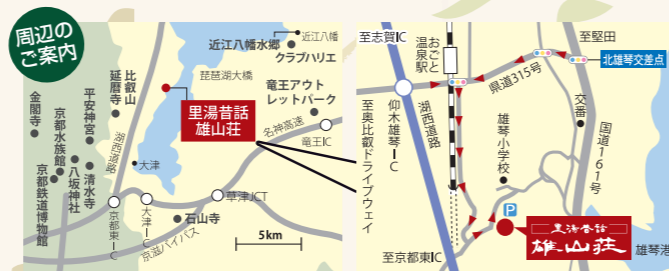 周辺の
ご案内
近江八幡水郷
近江八幡
クラブハリエ
比叡山
延暦寺
琵琶湖大橋
竜王アウト
レットパーク
里湯昔話
雄山荘
名神高速
竜王IC
金閣寺
京都水族館
平安神宮
湖西道路
大津
京都鉄道博物館
八坂神社
清水寺
草津JCT
京都東IC
大津IC
石山寺
京滋バイパス
5km
至志賀IC
おごと
温泉駅
至堅田
北雄琴交差点
県道315号
至奥比叡ドライブウェイ
仰木雄琴IC
湖西道路
交番
国道161号
雄琴小学校
P
里湯昔話
雄山荘
至京都東IC
雄琴港